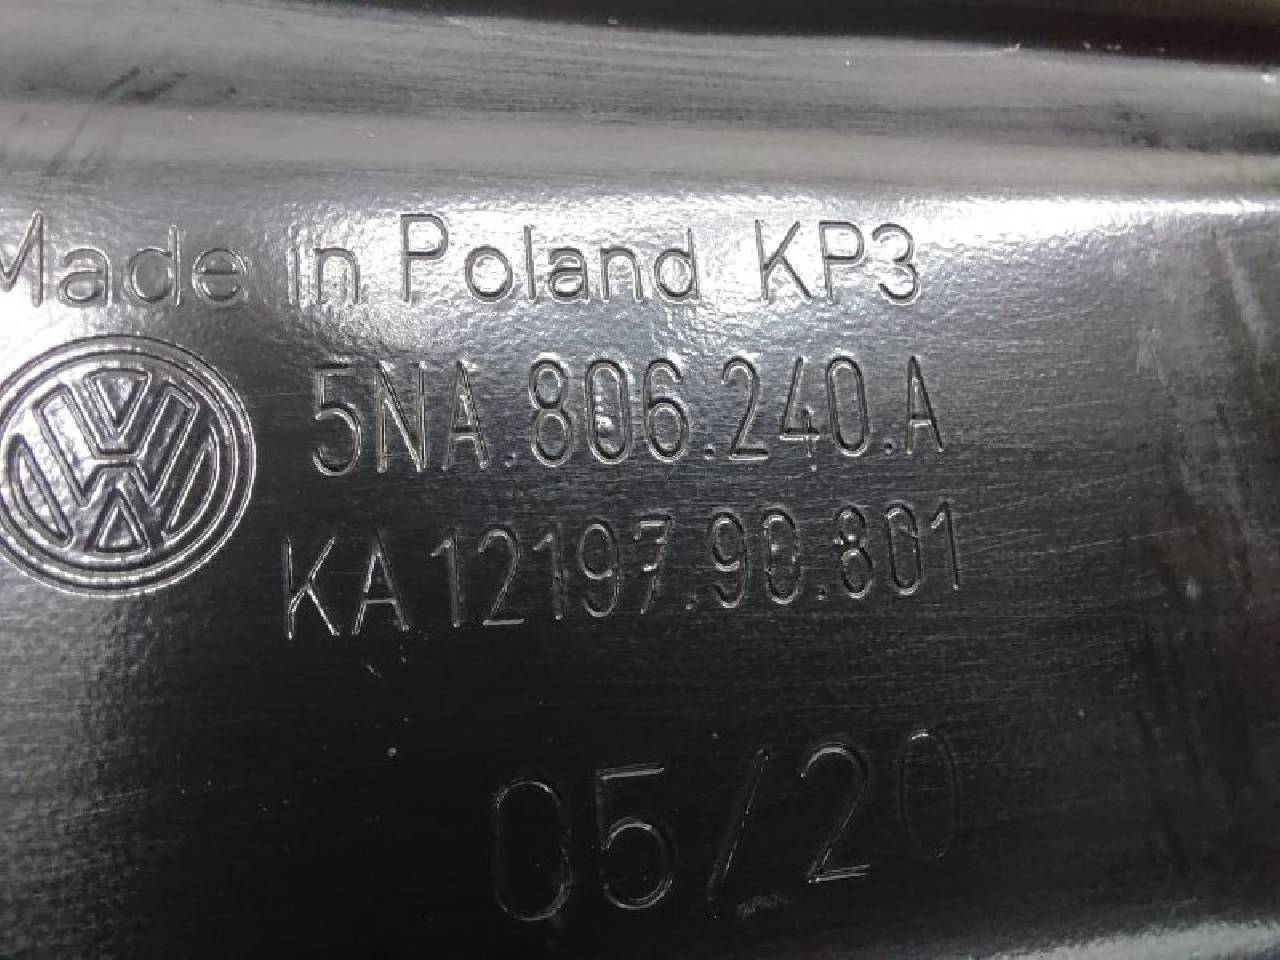 Made in Poland KP3
5NA.806.240.A
KA12197.90.801
05/20